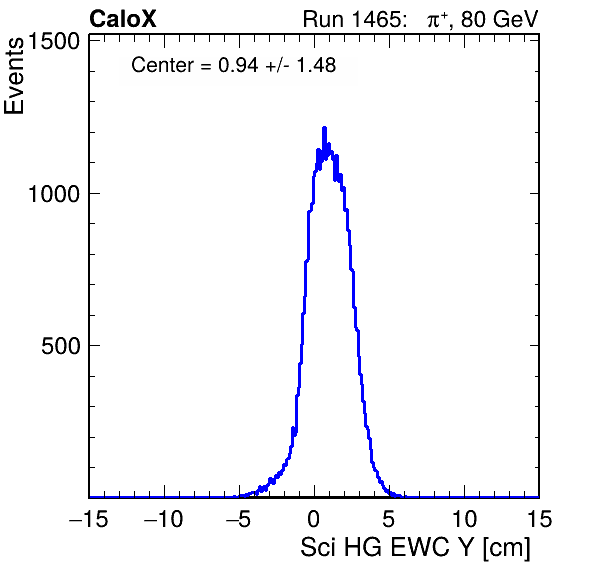 CaloX Run 1465: π⁺, 80 GeV
Events
1500
Center = 0.94 +/- 1.48
1000
500
−15 −10 −5 0 5 10 15
Sci HG EWC Y [cm]